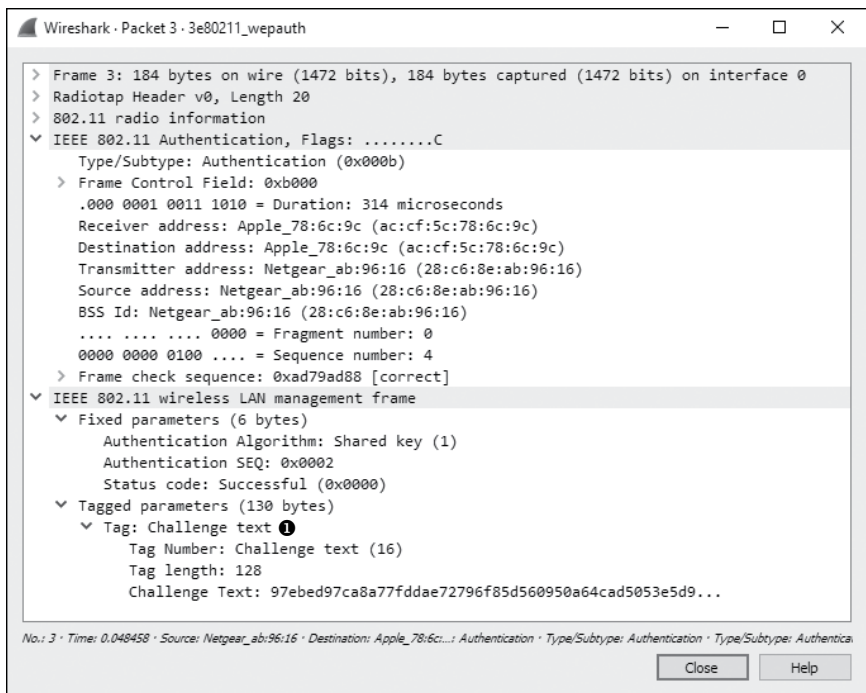 Wireshark · Packet 3 · 3e80211_wepauth
Frame 3: 184 bytes on wire (1472 bits), 184 bytes captured (1472 bits) on interface 0
Radiotap Header v0, Length 20
802.11 radio information
IEEE 802.11 Authentication, Flags: ........C
Type/Subtype: Authentication (0x000b)
Frame Control Field: 0xb000
.000 0001 0011 1010 = Duration: 314 microseconds
Receiver address: Apple_78:6c:9c (ac:cf:5c:78:6c:9c)
Destination address: Apple_78:6c:9c (ac:cf:5c:78:6c:9c)
Transmitter address: Netgear_ab:96:16 (28:c6:8e:ab:96:16)
Source address: Netgear_ab:96:16 (28:c6:8e:ab:96:16)
BSS Id: Netgear_ab:96:16 (28:c6:8e:ab:96:16)
.... .... .... 0000 = Fragment number: 0
0000 0000 0100 .... = Sequence number: 4
Frame check sequence: 0xad79ad88 [correct]
IEEE 802.11 wireless LAN management frame
Fixed parameters (6 bytes)
Authentication Algorithm: Shared key (1)
Authentication SEQ: 0x0002
Status code: Successful (0x0000)
Tagged parameters (130 bytes)
Tag: Challenge text ❶
Tag Number: Challenge text (16)
Tag length: 128
Challenge Text: 97ebed97ca8a77fddae72796f85d560950a64cad5053e5d9...
No.: 3 · Time: 0.048458 · Source: Netgear_ab:96:16 · Destination: Apple_78:6c:...: Authentication · Type/Subtype: Authentication · Type/Subtype: Authentica
Close Help